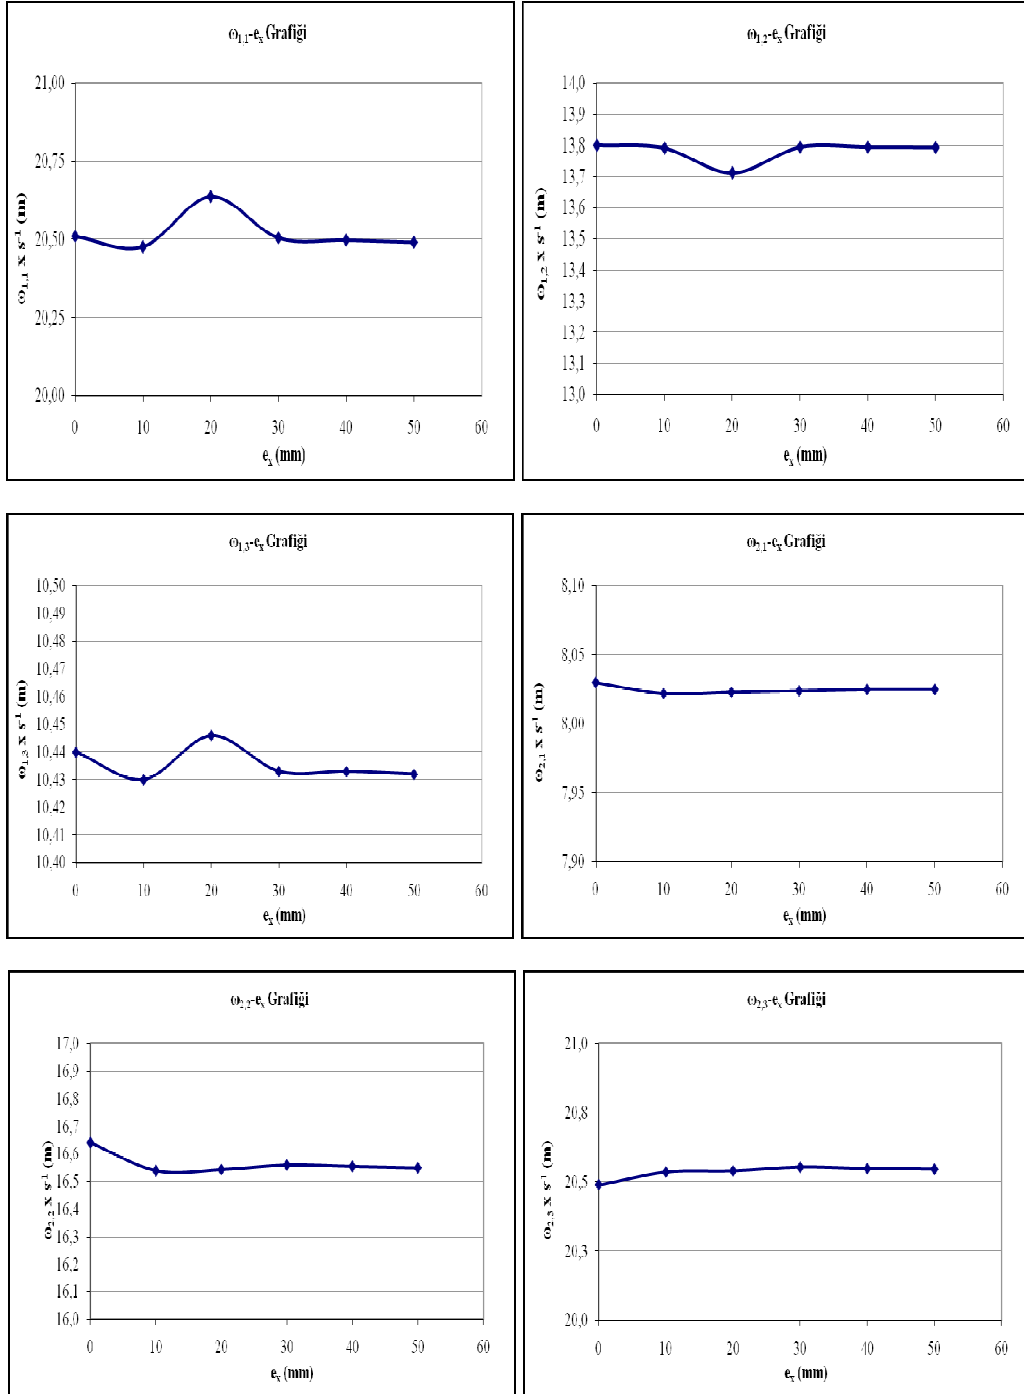 ω1,1-ex Grafiği
21,00
20,75
20,50
20,25
20,00
ω1,1 x s⁻¹ (m)
0 10 20 30 40 50 60
ex (mm)
ω1,2-ex Grafiği
14,0
13,9
13,8
13,7
13,6
13,5
13,4
13,3
13,2
13,1
13,0
ω1,2 x s⁻¹ (m)
0 10 20 30 40 50 60
ex (mm)
ω1,3-ex Grafiği
10,50
10,49
10,48
10,47
10,46
10,45
10,44
10,43
10,42
10,41
10,40
ω1,3 x s⁻¹ (m)
0 10 20 30 40 50 60
ex (mm)
ω2,1-ex Grafiği
8,10
8,05
8,00
7,95
7,90
ω2,1 x s⁻¹ (m)
0 10 20 30 40 50 60
ex (mm)
ω2,2-ex Grafiği
17,0
16,9
16,8
16,7
16,6
16,5
16,4
16,3
16,2
16,1
16,0
ω2,2 x s⁻¹ (m)
0 10 20 30 40 50 60
ex (mm)
ω2,3-ex Grafiği
21,0
20,8
20,5
20,3
20,0
ω2,3 x s⁻¹ (m)
0 10 20 30 40 50 60
ex (mm)